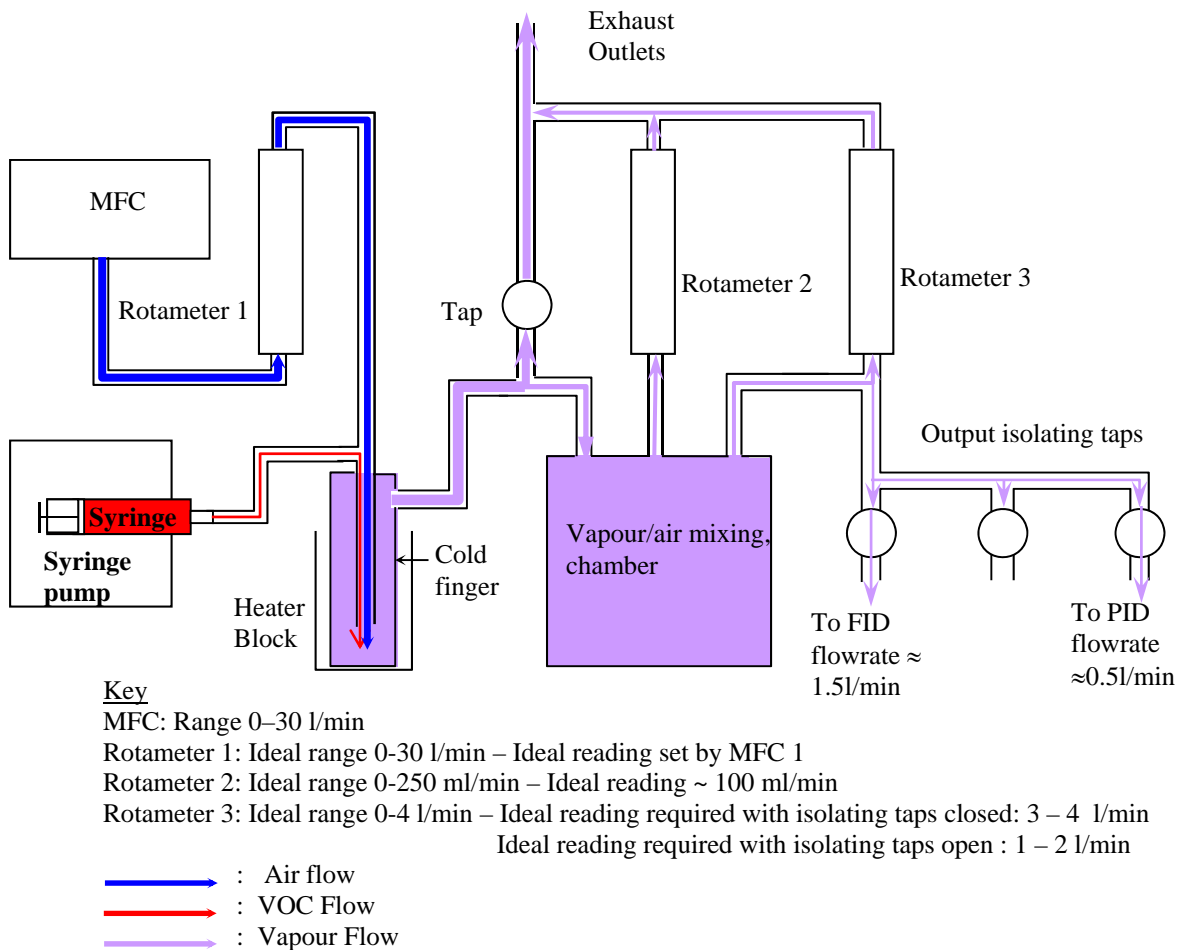 Exhaust
Outlets
MFC
Rotameter 1
Tap
Rotameter 2
Rotameter 3
Output isolating taps
Syringe
Syringe
pump
Cold
finger
Heater
Block
Vapour/air mixing,
chamber
To FID
flowrate ≈
1.5l/min
To PID
flowrate
≈0.5l/min
Key
MFC: Range 0–30 l/min
Rotameter 1: Ideal range 0-30 l/min – Ideal reading set by MFC 1
Rotameter 2: Ideal range 0-250 ml/min – Ideal reading ~ 100 ml/min
Rotameter 3: Ideal range 0-4 l/min – Ideal reading required with isolating taps closed: 3 – 4 l/min
Ideal reading required with isolating taps open : 1 – 2 l/min
: Air flow
: VOC Flow
: Vapour Flow